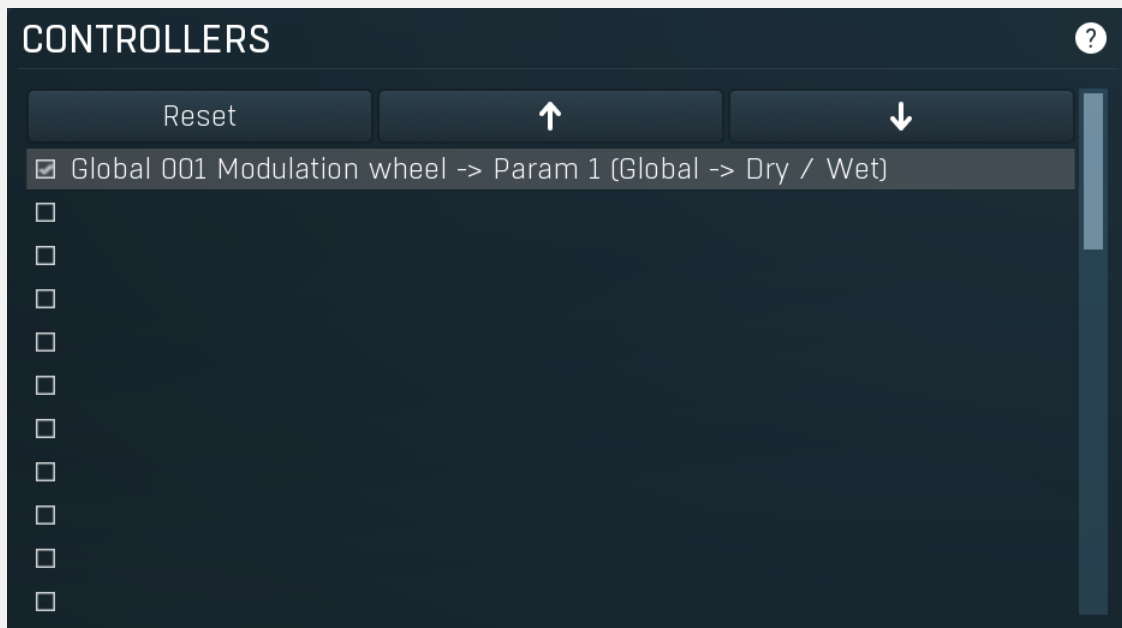 CONTROLLERS
?
Reset ↑ ↓
Global 001 Modulation wheel -> Param 1 (Global -> Dry / Wet)